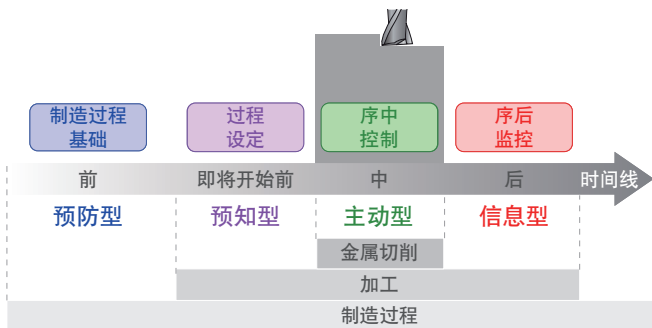 制造过程
基础
过程
设定
序中
控制
序后
监控
前
即将开始前
中
后
时间线
预防型
预知型
主动型
信息型
金属切削
加工
制造过程